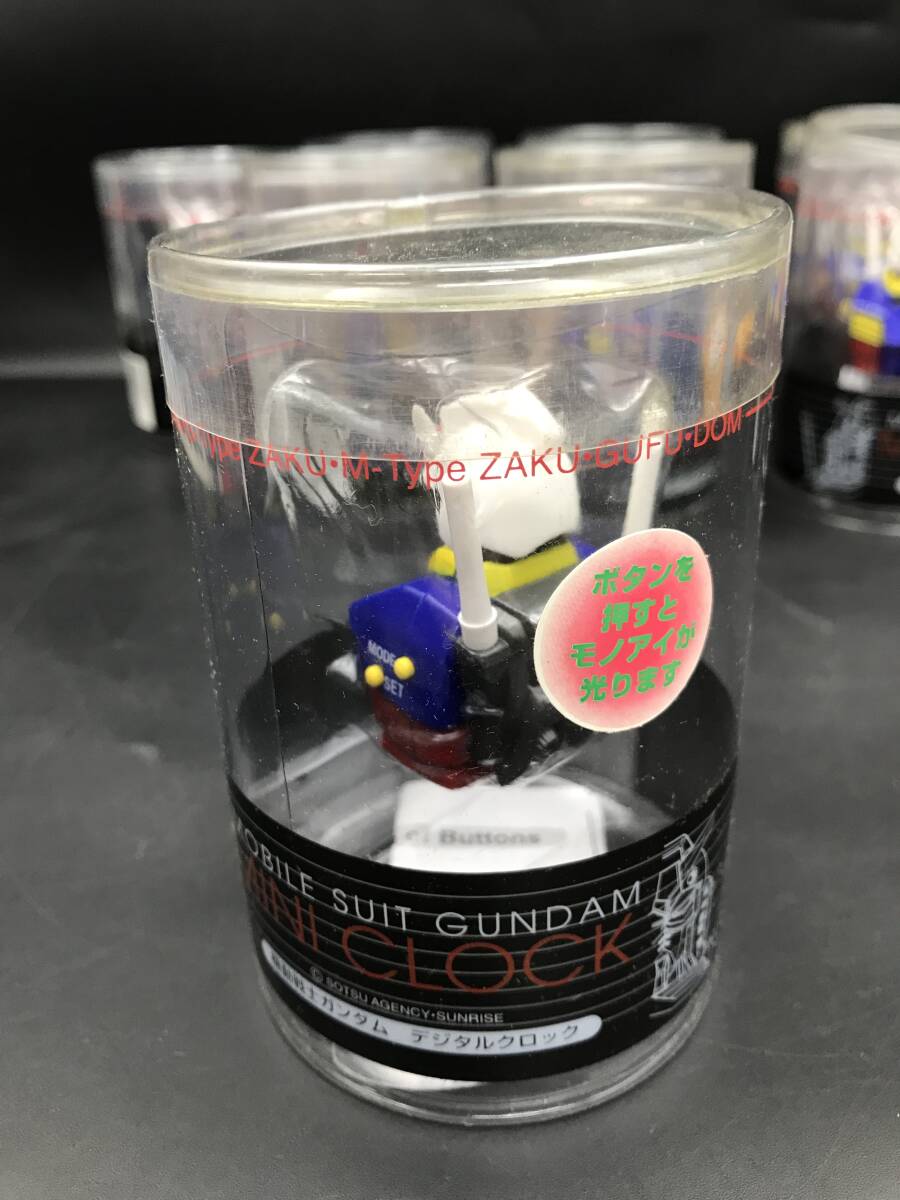 Type ZAKU・M-Type ZAKU・GUFU・DOM
ボタンを
押すと
モノアイが
光ります
MODE
SET
Buttons
MOBILE SUIT GUNDAM
MINI CLOCK
© SOTSU AGENCY・SUNRISE
機動戦士ガンダム デジタルクロック